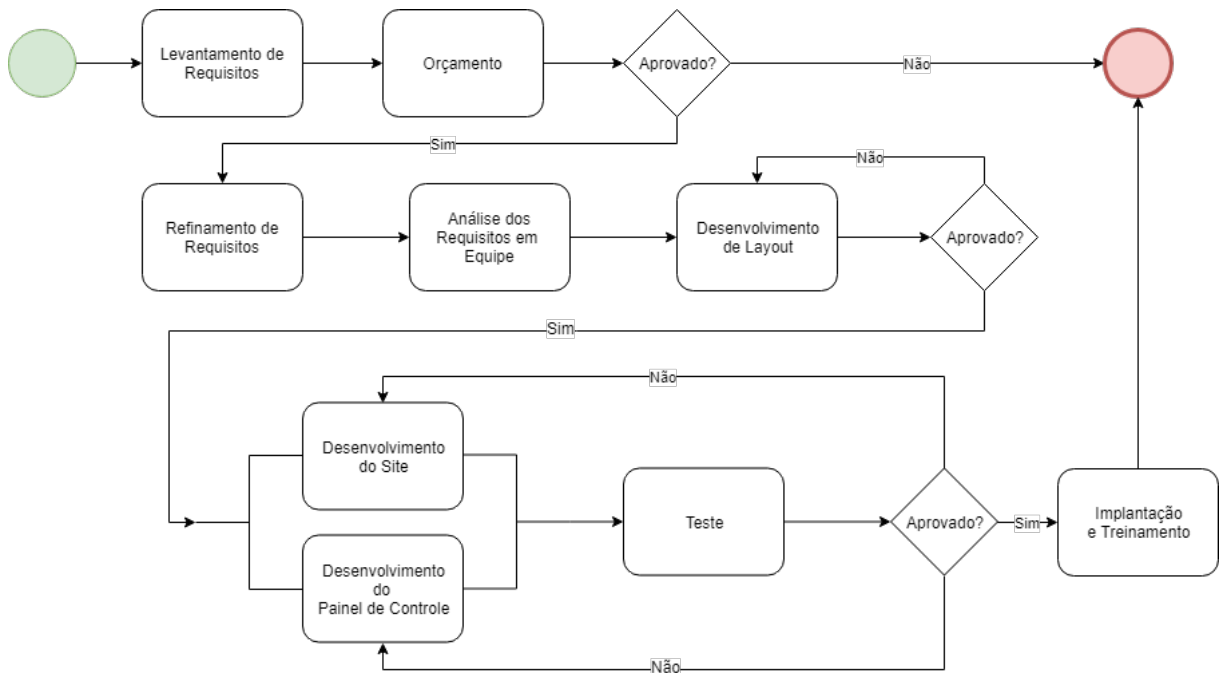 Levantamento de
Requisitos
Orçamento
Aprovado?
Não
Sim
Refinamento de
Requisitos
Análise dos
Requisitos em
Equipe
Desenvolvimento
de Layout
Não
Aprovado?
Sim
Não
Desenvolvimento
do Site
Desenvolvimento
do
Painel de Controle
Teste
Aprovado?
Sim
Implantação
e Treinamento
Não